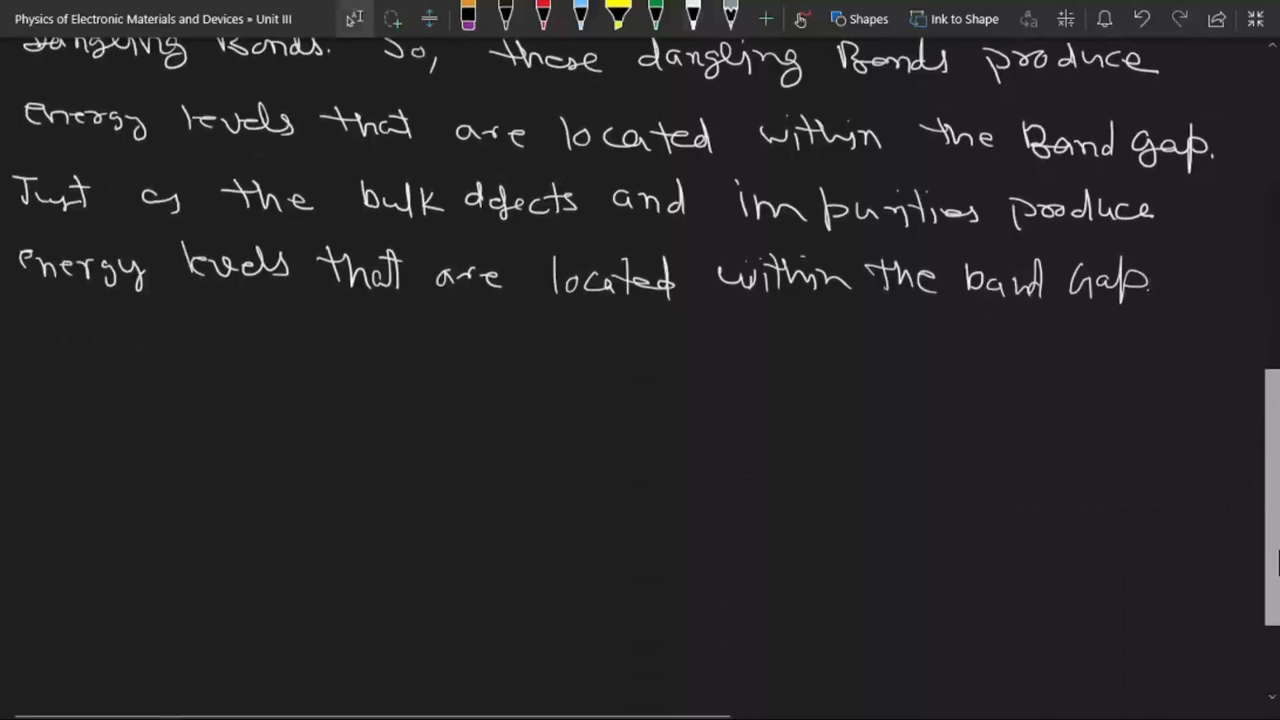 Physics of Electronic Materials and Devices » Unit III
Shapes
Ink to Shape
dangling Bonds. So, these dangling Bonds produce
energy levels that are located within the Band Gap.
Just as the bulk defects and impurities produce
energy levels that are located within the band Gap.